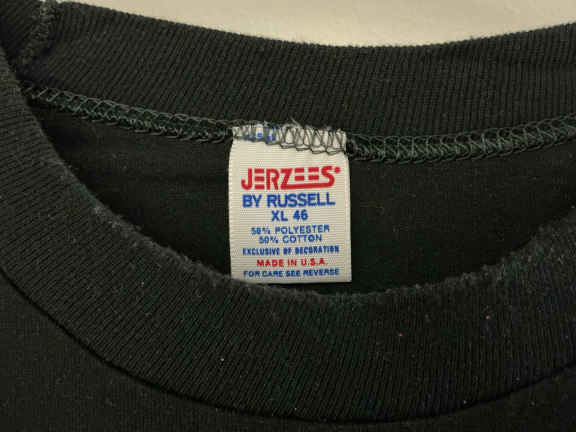 JERZEES
BY RUSSELL
XL 46
50% POLYESTER
50% COTTON
EXCLUSIVE OF DECORATION
MADE IN U.S.A.
FOR CARE SEE REVERSE